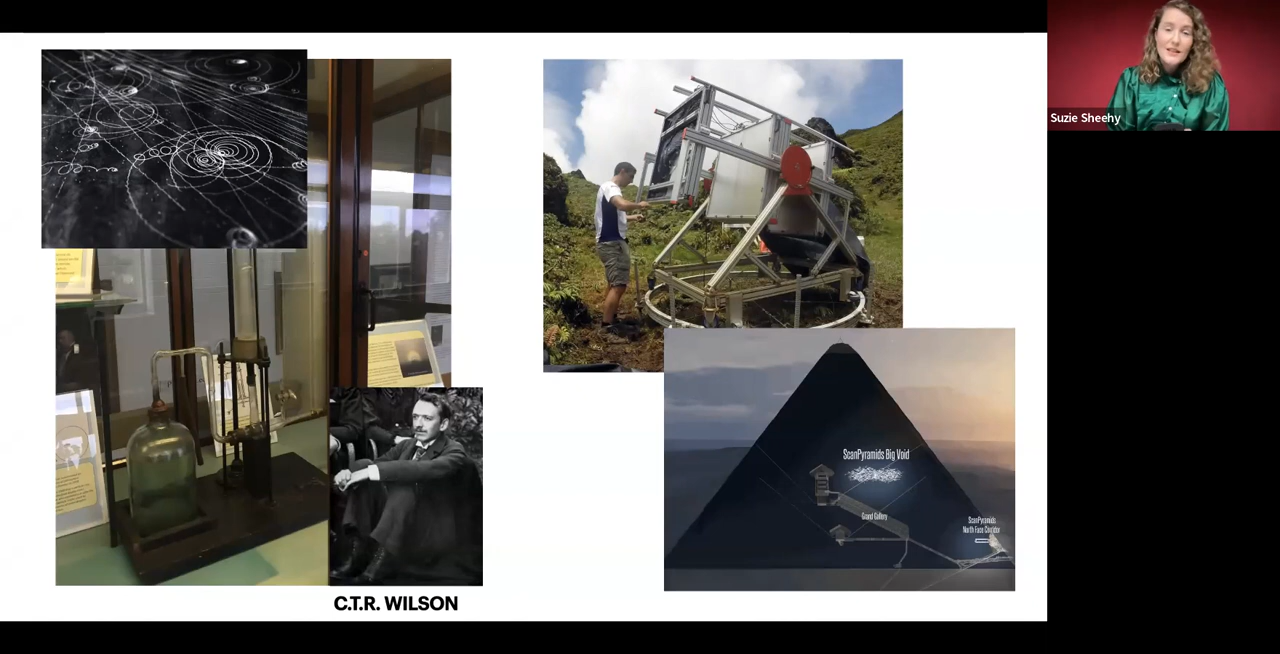 Suzie Sheehy
ScanPyramids Big Void
Grand Gallery
ScanPyramids
North Face Corridor
C.T.R. WILSON